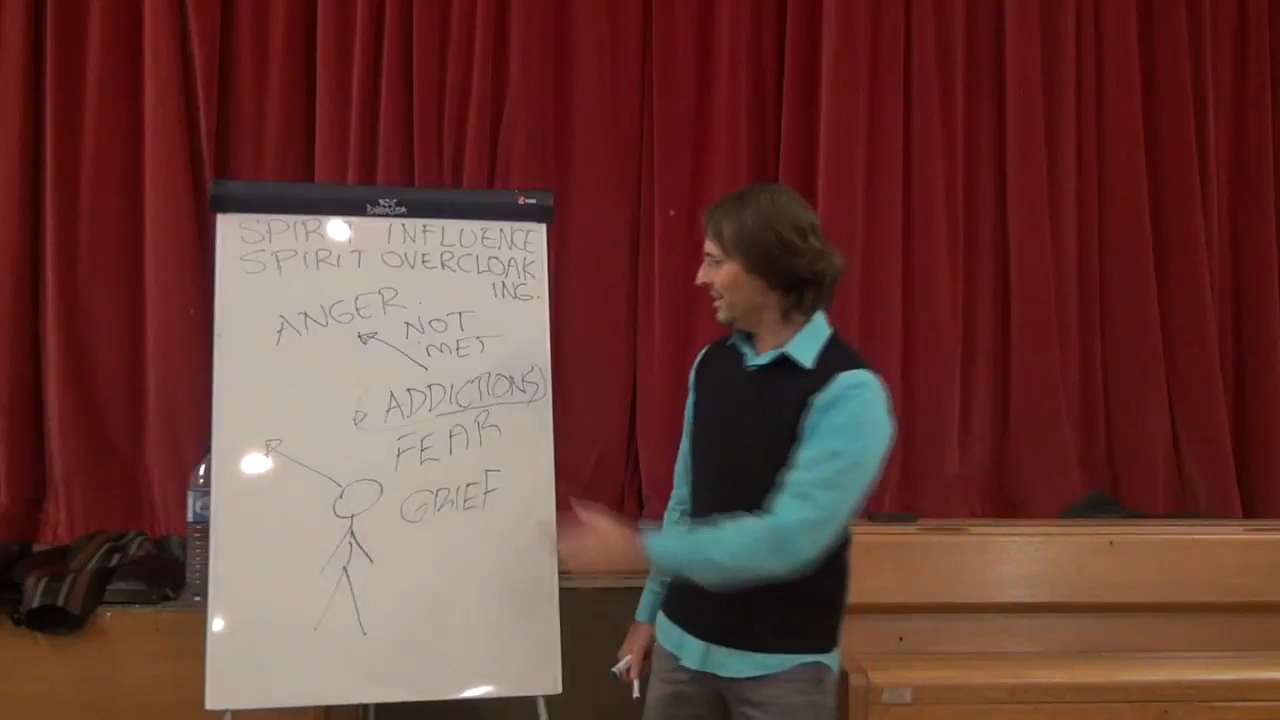 SPIRIT INFLUENCE
SPIRIT OVERCLOAK
ING.
ANGER.
NOT
MET
ADDICTIONS)
FEAR
GRIEF